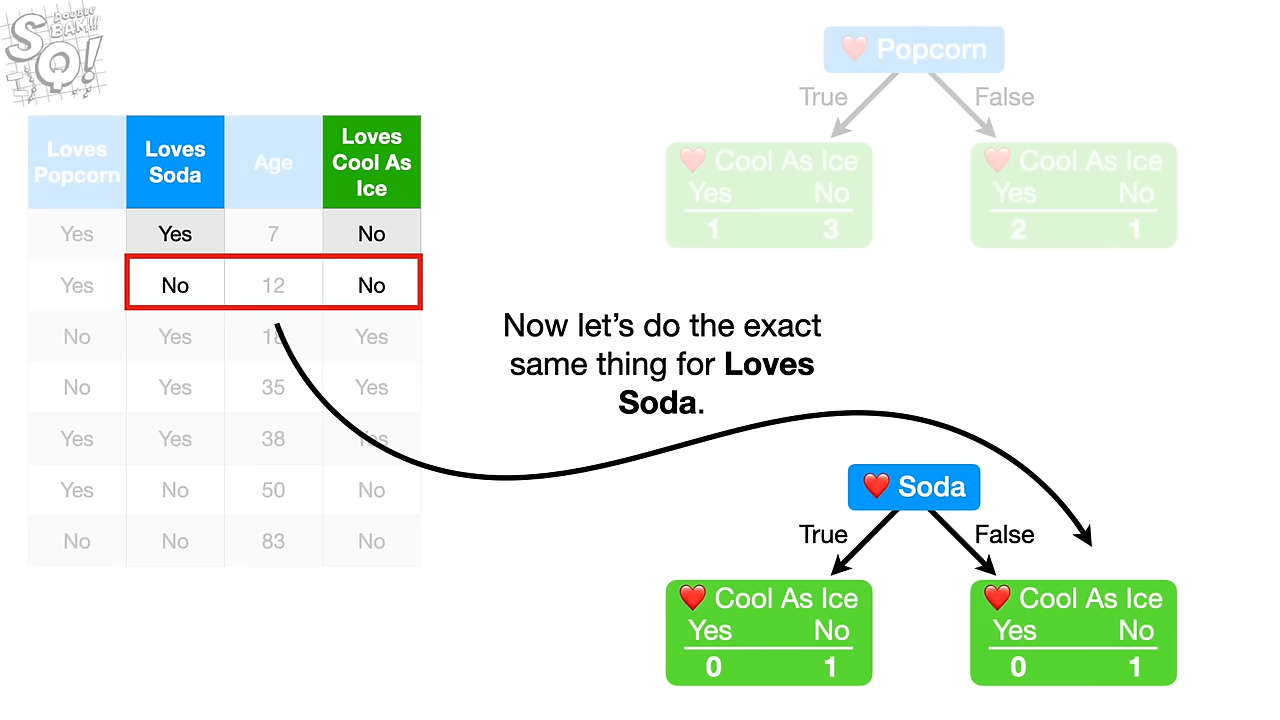 DOUBLE
BAM!!!
SQ!
Loves Popcorn Loves Soda Age Loves Cool As Ice
Yes Yes 7 No
Yes No 12 No
No Yes 18 Yes
No Yes 35 Yes
Yes Yes 38 Yes
Yes No 50 No
No No 83 No
❤️ Popcorn
True False
❤️ Cool As Ice ❤️ Cool As Ice
Yes No Yes No
1 3 2 1
Now let’s do the exact
same thing for Loves
Soda.
❤️ Soda
True False
❤️ Cool As Ice ❤️ Cool As Ice
Yes No Yes No
0 1 0 1